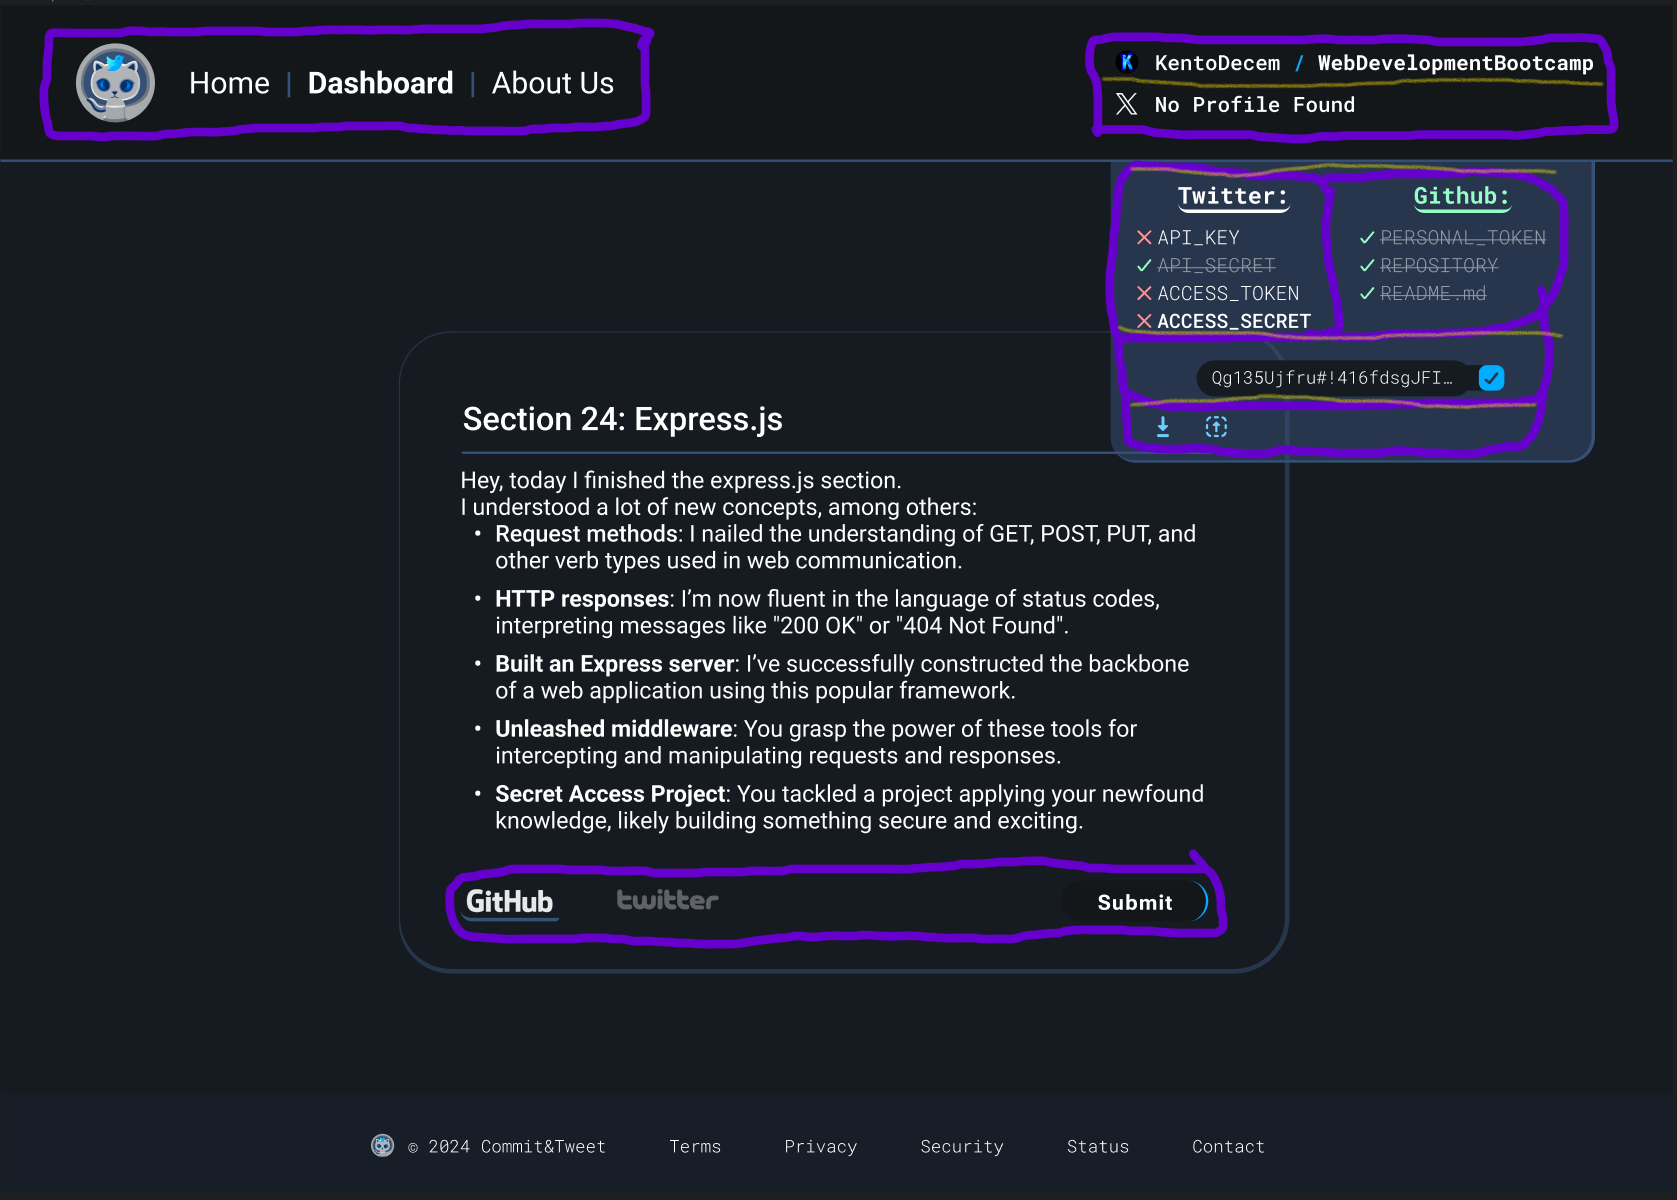 Home | Dashboard | About Us
K KentoDecem / WebDevelopmentBootcamp
X No Profile Found
Twitter:
API_KEY
API_SECRET
ACCESS_TOKEN
ACCESS_SECRET
Github:
PERSONAL_TOKEN
REPOSITORY
README.md
Qg135Ujfru#!416fdsgJFI…
Section 24: Express.js
Hey, today I finished the express.js section.
I understood a lot of new concepts, among others:
• Request methods: I nailed the understanding of GET, POST, PUT, and
other verb types used in web communication.
• HTTP responses: I’m now fluent in the language of status codes,
interpreting messages like "200 OK" or "404 Not Found".
• Built an Express server: I’ve successfully constructed the backbone
of a web application using this popular framework.
• Unleashed middleware: You grasp the power of these tools for
intercepting and manipulating requests and responses.
• Secret Access Project: You tackled a project applying your newfound
knowledge, likely building something secure and exciting.
GitHub twitter Submit
© 2024 Commit&Tweet Terms Privacy Security Status Contact